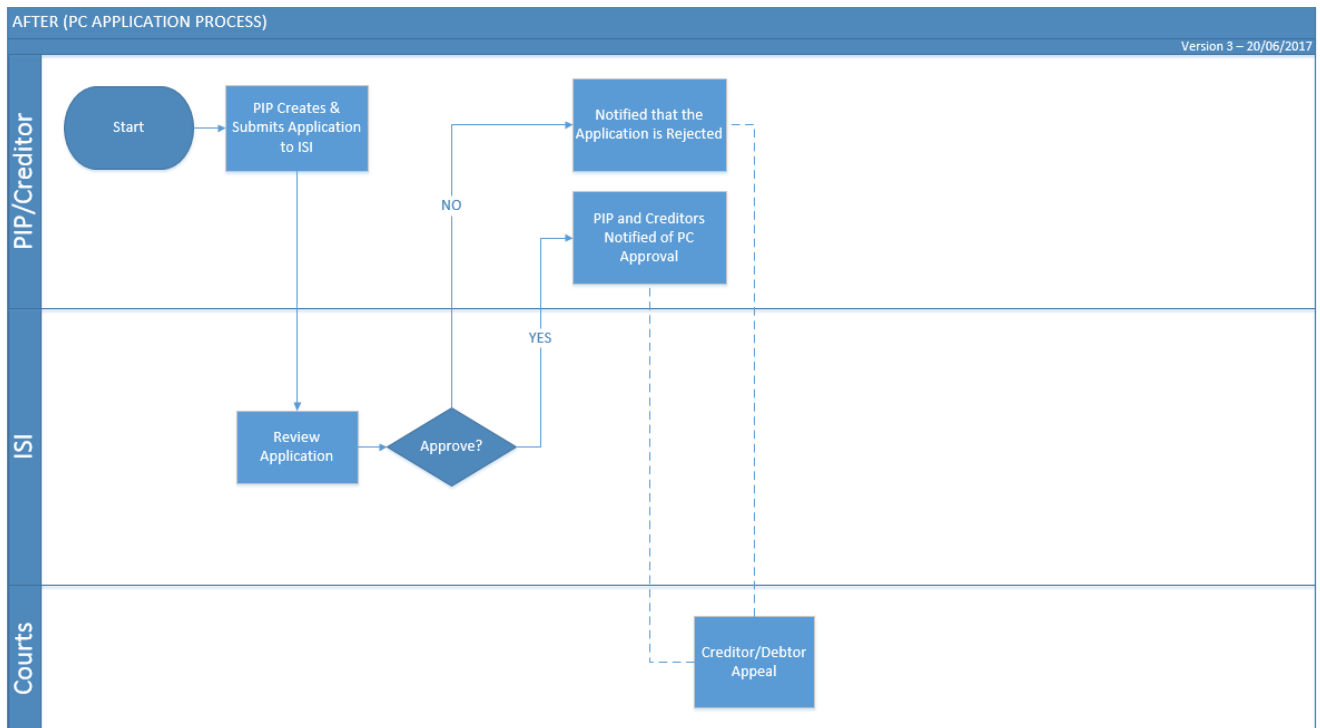 AFTER (PC APPLICATION PROCESS)
Version 3 – 20/06/2017
PIP/Creditor
Start
PIP Creates &
Submits Application
to ISI
Notified that the
Application is Rejected
NO
PIP and Creditors
Notified of PC
Approval
ISI
YES
Review
Application
Approve?
Courts
Creditor/Debtor
Appeal